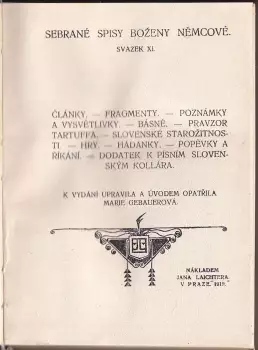 SEBRANÉ SPISY BOŽENY NĚMCOVÉ.
SVAZEK XI.
ČLÁNKY. — FRAGMENTY. — POZNÁMKY
A VYSVĚTLIVKY. — BÁSNĚ. — PRAVZOR
TARTUFFA. — SLOVENSKÉ STAROŽITNOS-
TI. — HRY. — HÁDANKY. — POPĚVKY A
ŘÍKÁNÍ. — DODATEK K PÍSNÍM SLOVEN-
SKÝM KOLLÁRA.
K VYDÁNÍ UPRAVILA A ÚVODEM OPATŘILA
MARIE GEBAUEROVÁ.
NÁKLADEM
JANA LAICHTERA
V PRAZE